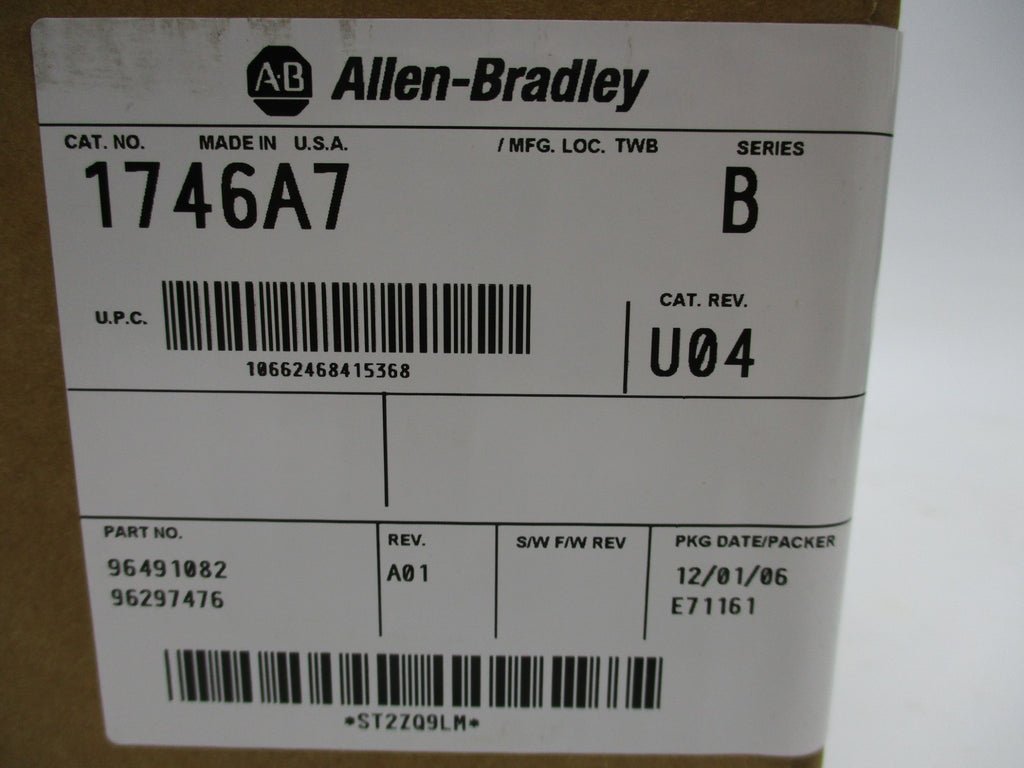 A·B Allen-Bradley
CAT. NO. MADE IN U.S.A. / MFG. LOC. TWB SERIES
1746A7 B
U.P.C.
10662468415368
CAT. REV.
U04
PART NO. REV. S/W F/W REV PKG DATE/PACKER
96491082 A01 12/01/06
96297476 E71161
*ST2ZQ9LM*